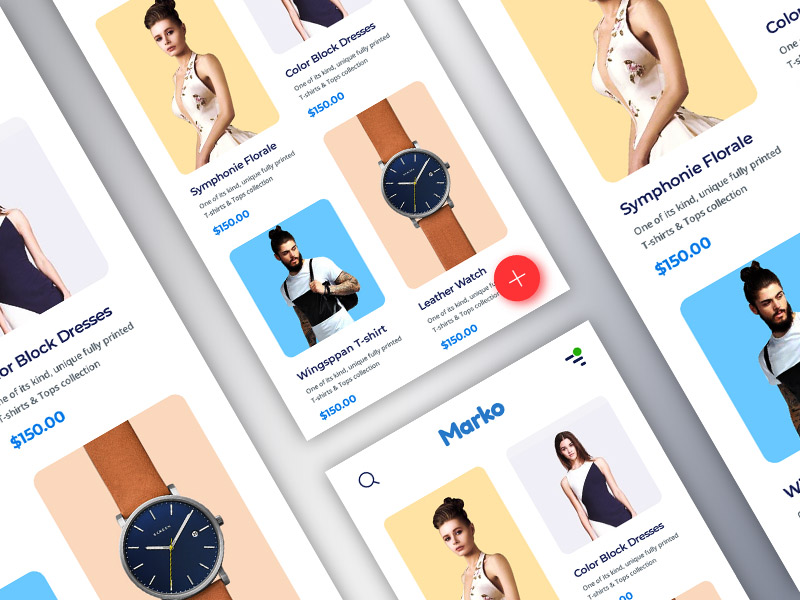 Color Block Dresses
One of its kind, unique fully printed
T-shirts & Tops collection
$150.00
Symphonie Florale
One of its kind, unique fully printed
T-shirts & Tops collection
$150.00
Leather Watch
One of its kind, unique fu
T-shirts & Tops collection
$150.00
Wingsppan T-shirt
One of its kind, unique fully printed
T-shirts & Tops collection
$150.00
Marko
Color Block Dresses
One of its kind, unique fully printed
T-shirts & Tops collection
or Block Dresses
of its kind, unique fully printed
T-shirts & Tops collection
$150.00
Symphonie Florale
One of its kind, unique fully printed
T-shirts & Tops collection
$150.00
Colo
One
T-sh
Wi